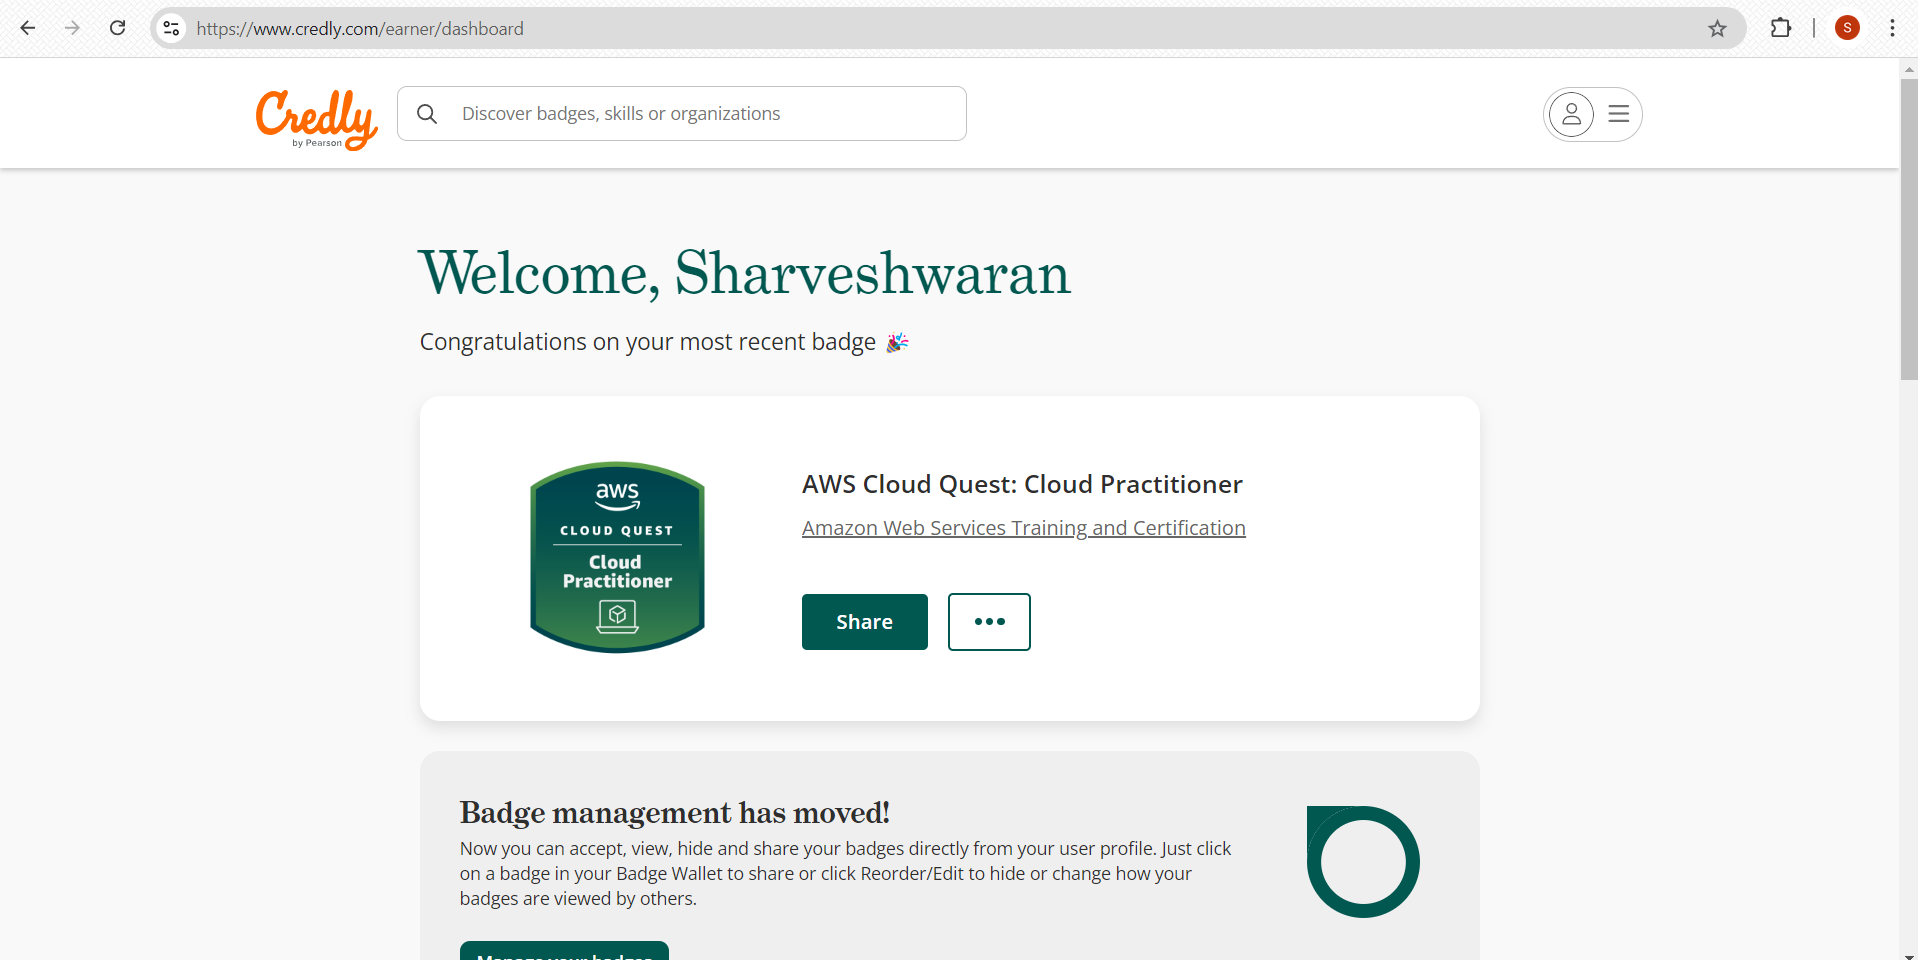 https://www.credly.com/earner/dashboard
S
Credly
by Pearson
Discover badges, skills or organizations
Welcome, Sharveshwaran
Congratulations on your most recent badge 🎉
aws
CLOUD QUEST
Cloud
Practitioner
AWS Cloud Quest: Cloud Practitioner
Amazon Web Services Training and Certification
Share
Badge management has moved!
Now you can accept, view, hide and share your badges directly from your user profile. Just click
on a badge in your Badge Wallet to share or click Reorder/Edit to hide or change how your
badges are viewed by others.
Manage your badges